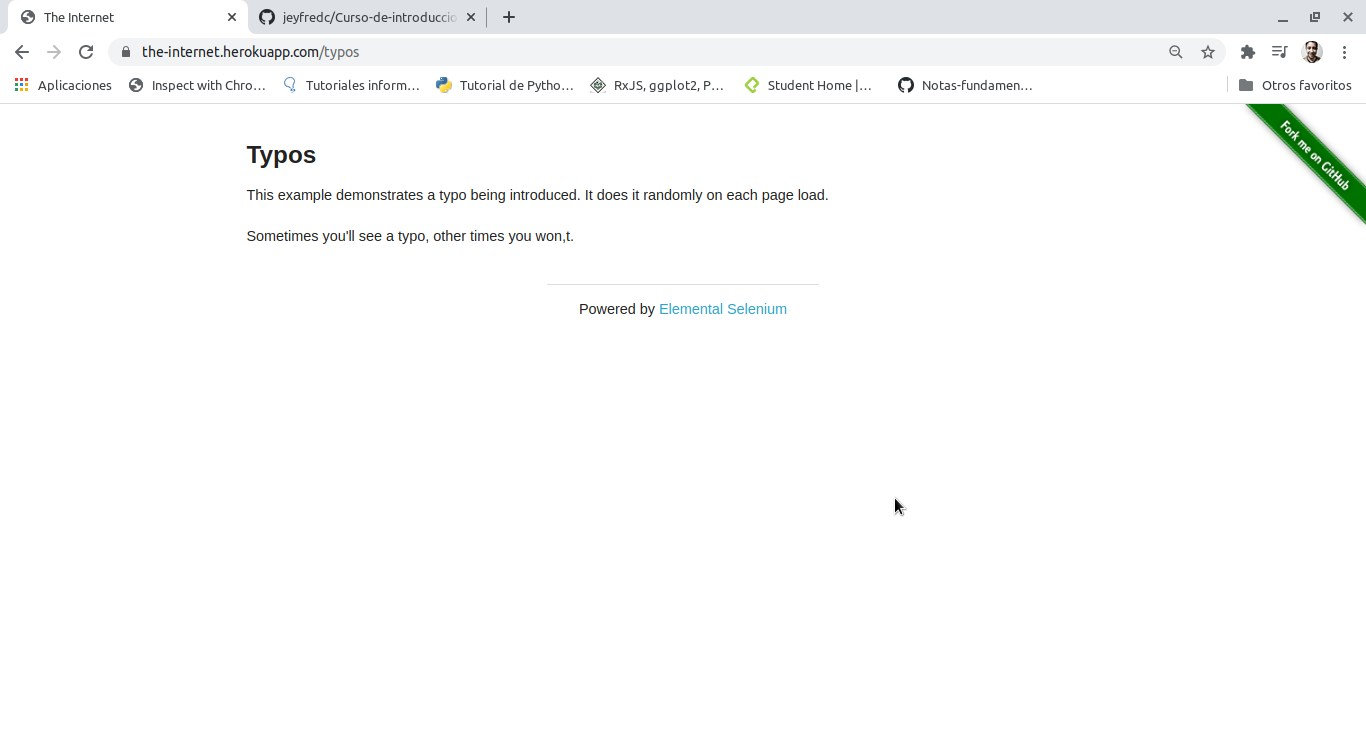 The Internet
jeyfredc/Curso-de-introduccio
the-internet.herokuapp.com/typos
Aplicaciones
Inspect with Chro...
Tutoriales inform...
Tutorial de Pytho...
RxJS, ggplot2, P...
Student Home |...
Notas-fundamen...
Otros favoritos
Fork me on GitHub
Typos
This example demonstrates a typo being introduced. It does it randomly on each page load.
Sometimes you'll see a typo, other times you won,t.
Powered by Elemental Selenium